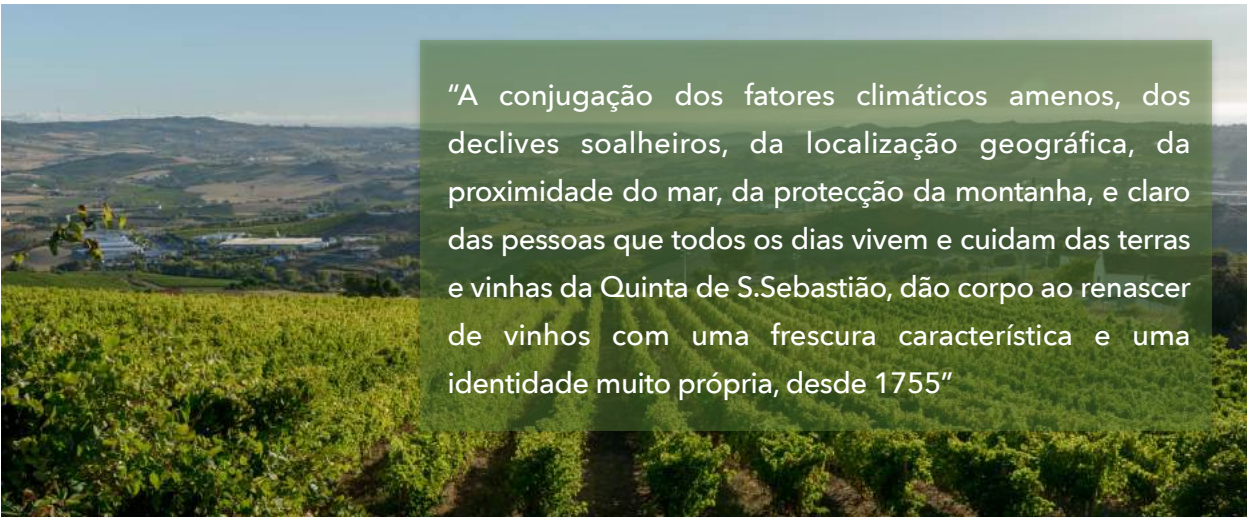 “A conjugação dos fatores climáticos amenos, dos
declives soalheiros, da localização geográfica, da
proximidade do mar, da protecção da montanha, e claro
das pessoas que todos os dias vivem e cuidam das terras
e vinhas da Quinta de S.Sebastião, dão corpo ao renascer
de vinhos com uma frescura característica e uma
identidade muito própria, desde 1755”